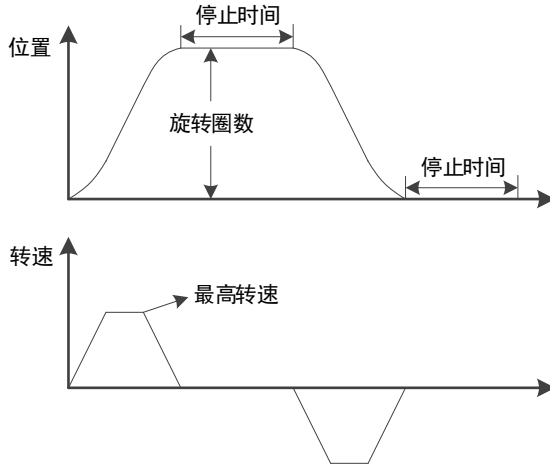 停止时间
位置
旋转圈数
停止时间
转速
最高转速